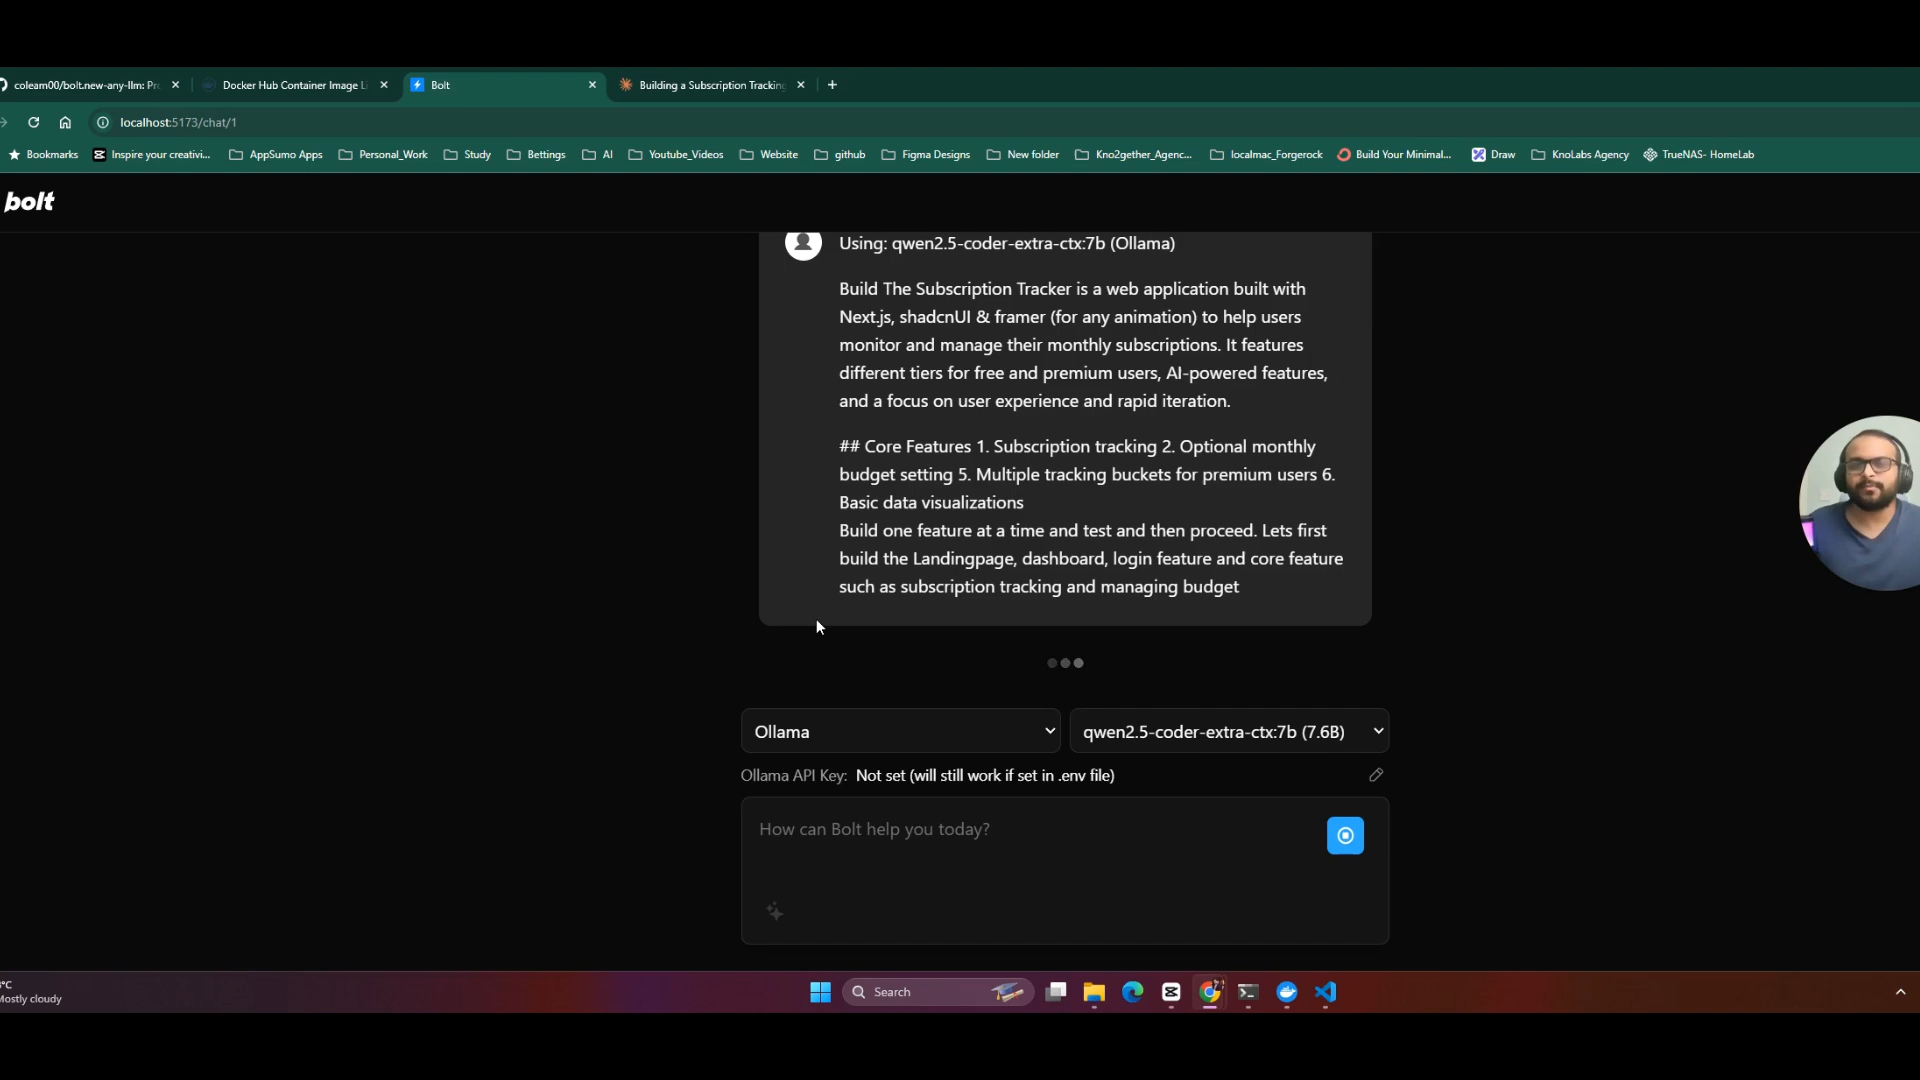 coleam00/bolt.new-any-llm: Pr
Docker Hub Container Image Li
Bolt
Building a Subscription Tracking
localhost:5173/chat/1
Bookmarks
Inspire your creativi...
AppSumo Apps
Personal_Work
Study
Bettings
AI
Youtube_Videos
Website
github
Figma Designs
New folder
Kno2gether_Agenc...
localmac_Forgerock
Build Your Minimal...
Draw
KnoLabs Agency
TrueNAS- HomeLab
bolt
Using: qwen2.5-coder-extra-ctx:7b (Ollama)
Build The Subscription Tracker is a web application built with
Next.js, shadcnUI & framer (for any animation) to help users
monitor and manage their monthly subscriptions. It features
different tiers for free and premium users, AI-powered features,
and a focus on user experience and rapid iteration.
## Core Features 1. Subscription tracking 2. Optional monthly
budget setting 5. Multiple tracking buckets for premium users 6.
Basic data visualizations
Build one feature at a time and test and then proceed. Lets first
build the Landingpage, dashboard, login feature and core feature
such as subscription tracking and managing budget
Ollama
qwen2.5-coder-extra-ctx:7b (7.6B)
Ollama API Key: Not set (will still work if set in .env file)
How can Bolt help you today?
°C
Mostly cloudy
Search